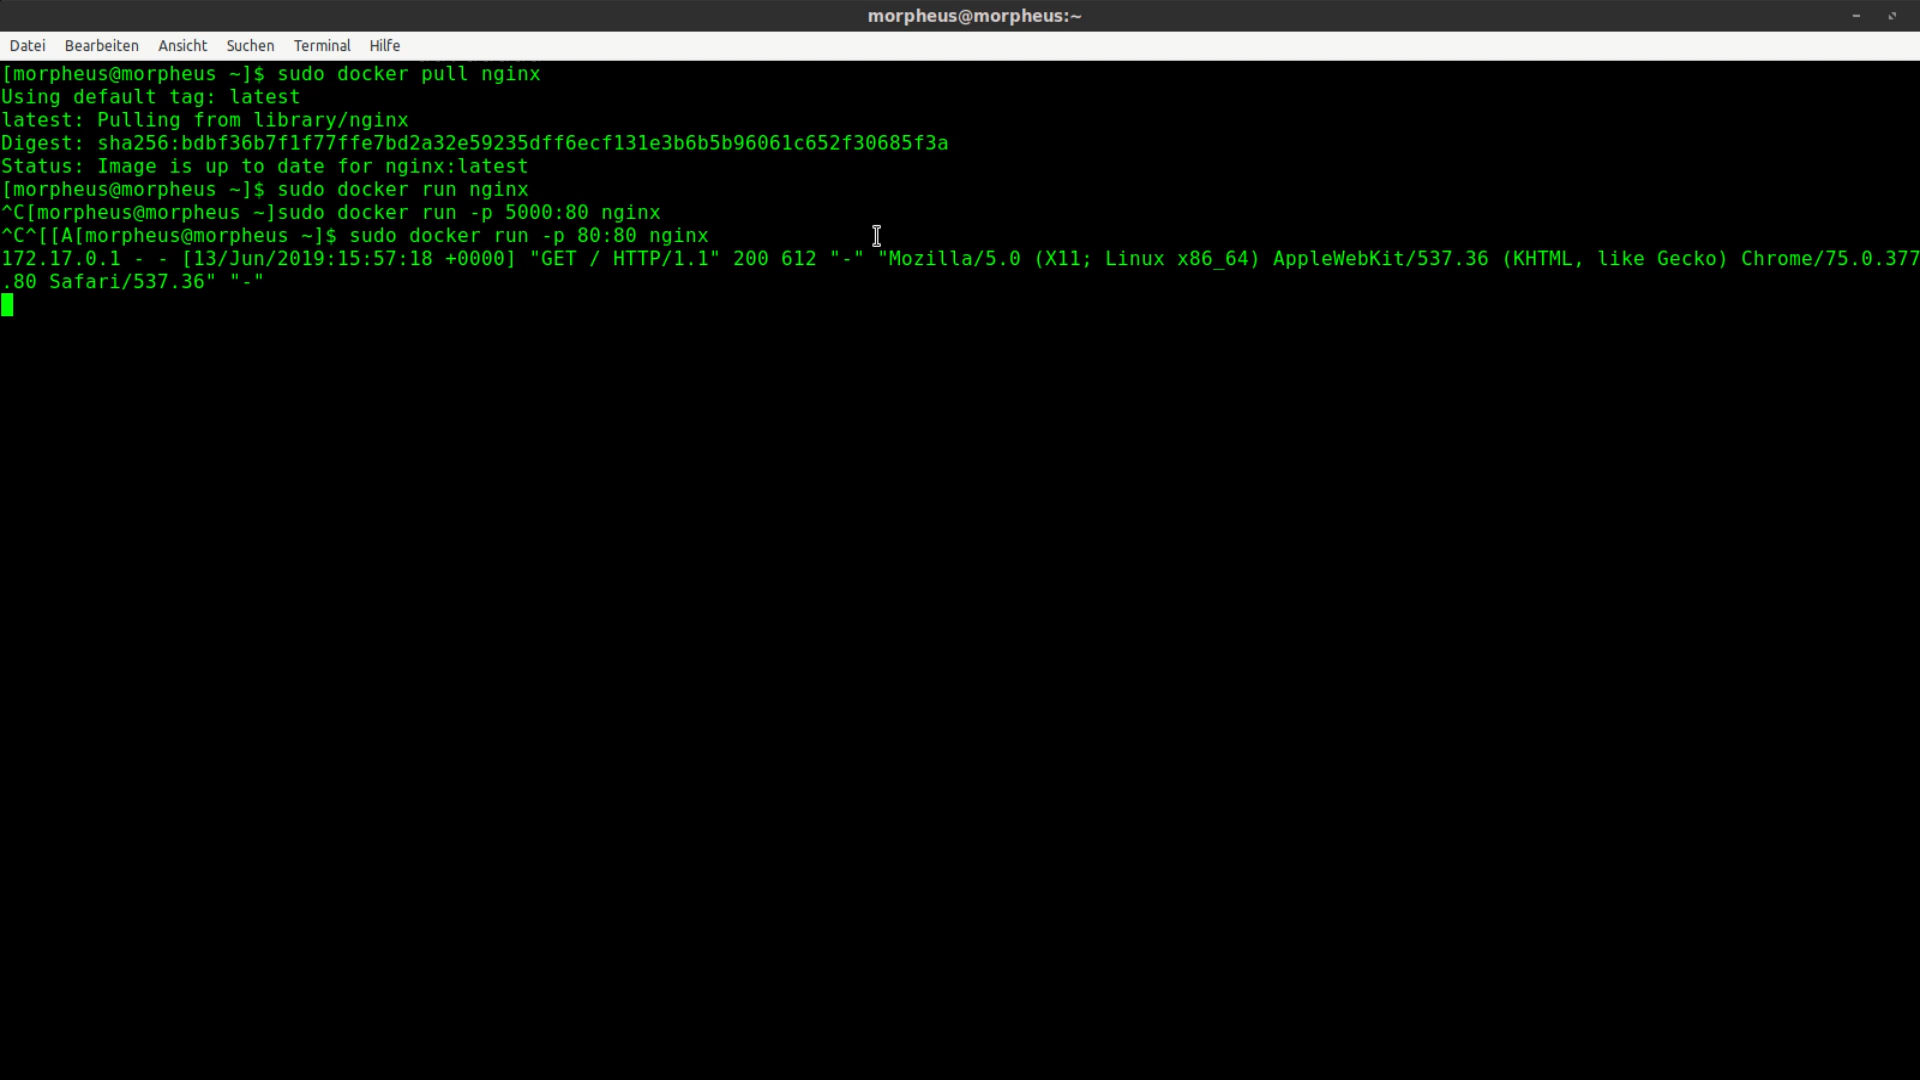 morpheus@morpheus:~
Datei Bearbeiten Ansicht Suchen Terminal Hilfe
[morpheus@morpheus ~]$ sudo docker pull nginx
Using default tag: latest
latest: Pulling from library/nginx
Digest: sha256:bdbf36b7f1f77ffe7bd2a32e59235dff6ecf131e3b6b5b96061c652f30685f3a
Status: Image is up to date for nginx:latest
[morpheus@morpheus ~]$ sudo docker run nginx
^C[morpheus@morpheus ~]sudo docker run -p 5000:80 nginx
^C^[[A[morpheus@morpheus ~]$ sudo docker run -p 80:80 nginx
172.17.0.1 - - [13/Jun/2019:15:57:18 +0000] "GET / HTTP/1.1" 200 612 "-" "Mozilla/5.0 (X11; Linux x86_64) AppleWebKit/537.36 (KHTML, like Gecko) Chrome/75.0.377
.80 Safari/537.36" "-"